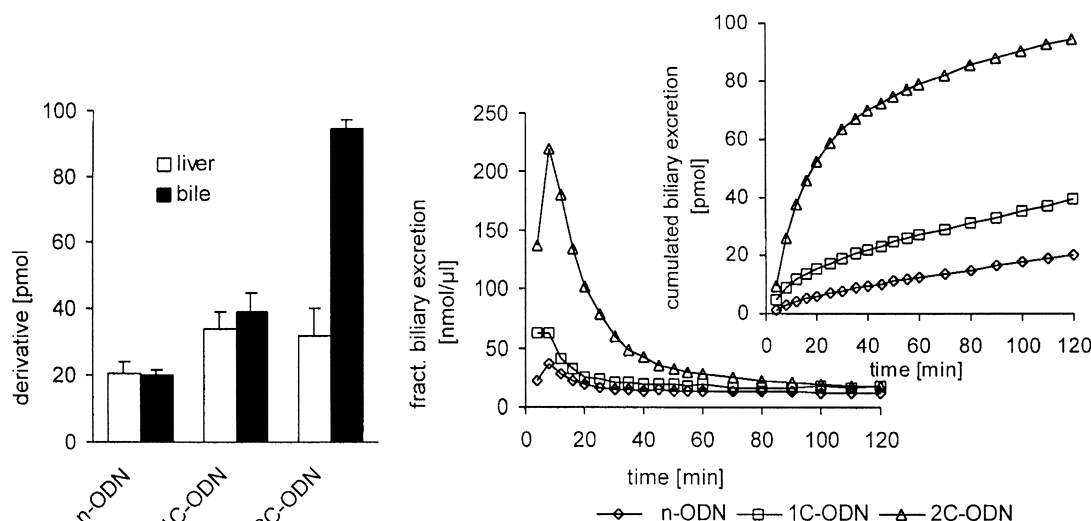 derivative [pmol]
100
80
60
40
20
0
liver
bile
n-ODN
1C-ODN
2C-ODN
fract. biliary excretion
[nmol/µl]
250
200
150
100
50
0
0 20 40 60 80 100 120
time [min]
cumulated biliary excretion
[pmol]
100
80
60
40
20
0
0 20 40 60 80 100 120
time [min]
n-ODN 1C-ODN 2C-ODN